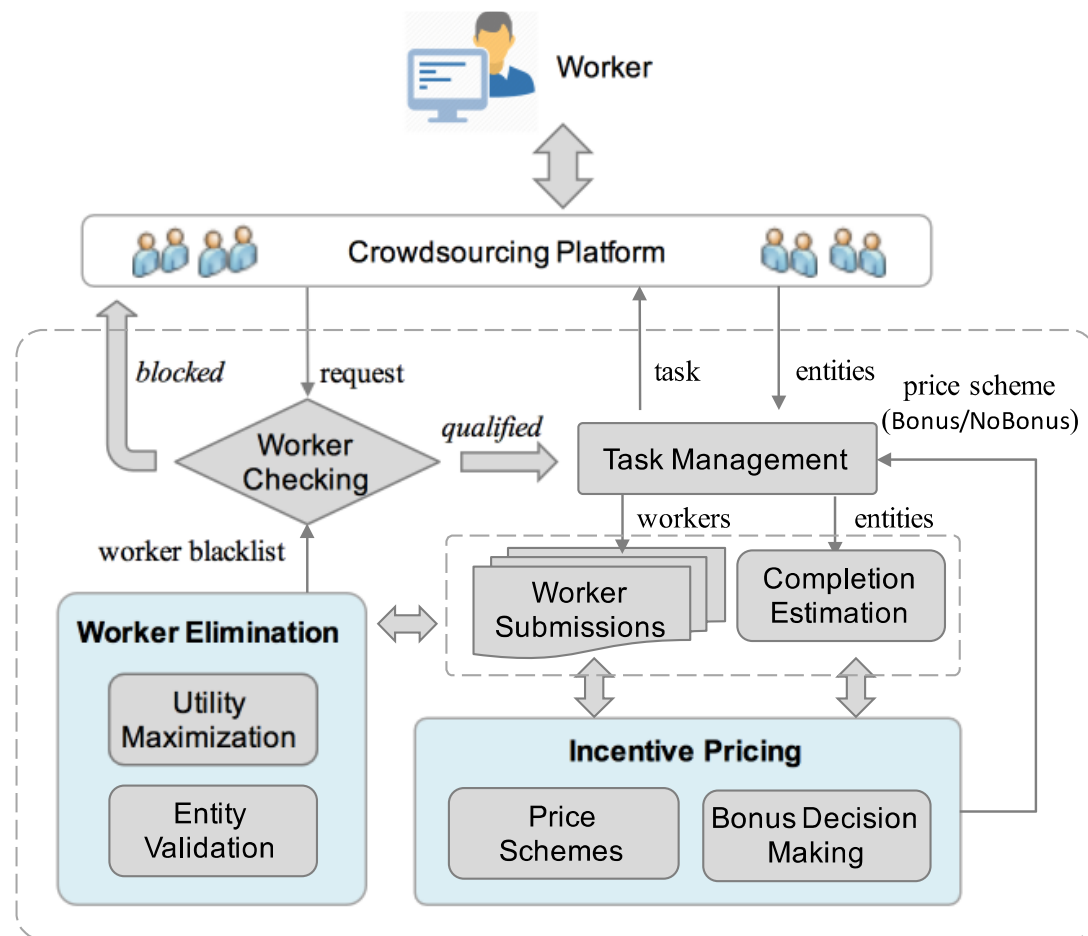 Worker
Crowdsourcing Platform
blocked
request
task
entities
price scheme
(Bonus/NoBonus)
qualified
Worker
Checking
Task Management
workers
entities
worker blacklist
Worker
Submissions
Completion
Estimation
Worker Elimination
Utility
Maximization
Entity
Validation
Incentive Pricing
Price
Schemes
Bonus Decision
Making